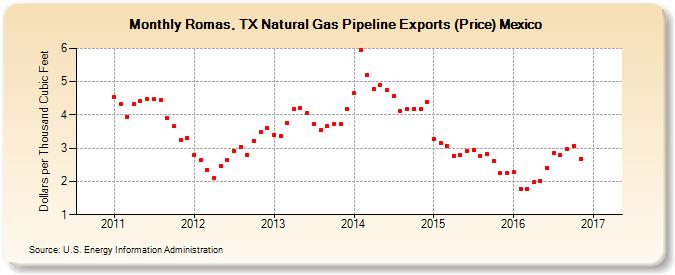 Monthly Romas, TX Natural Gas Pipeline Exports (Price) Mexico
Dollars per Thousand Cubic Feet
6
5
4
3
2
1
2011 2012 2013 2014 2015 2016 2017
Source: U.S. Energy Information Administration